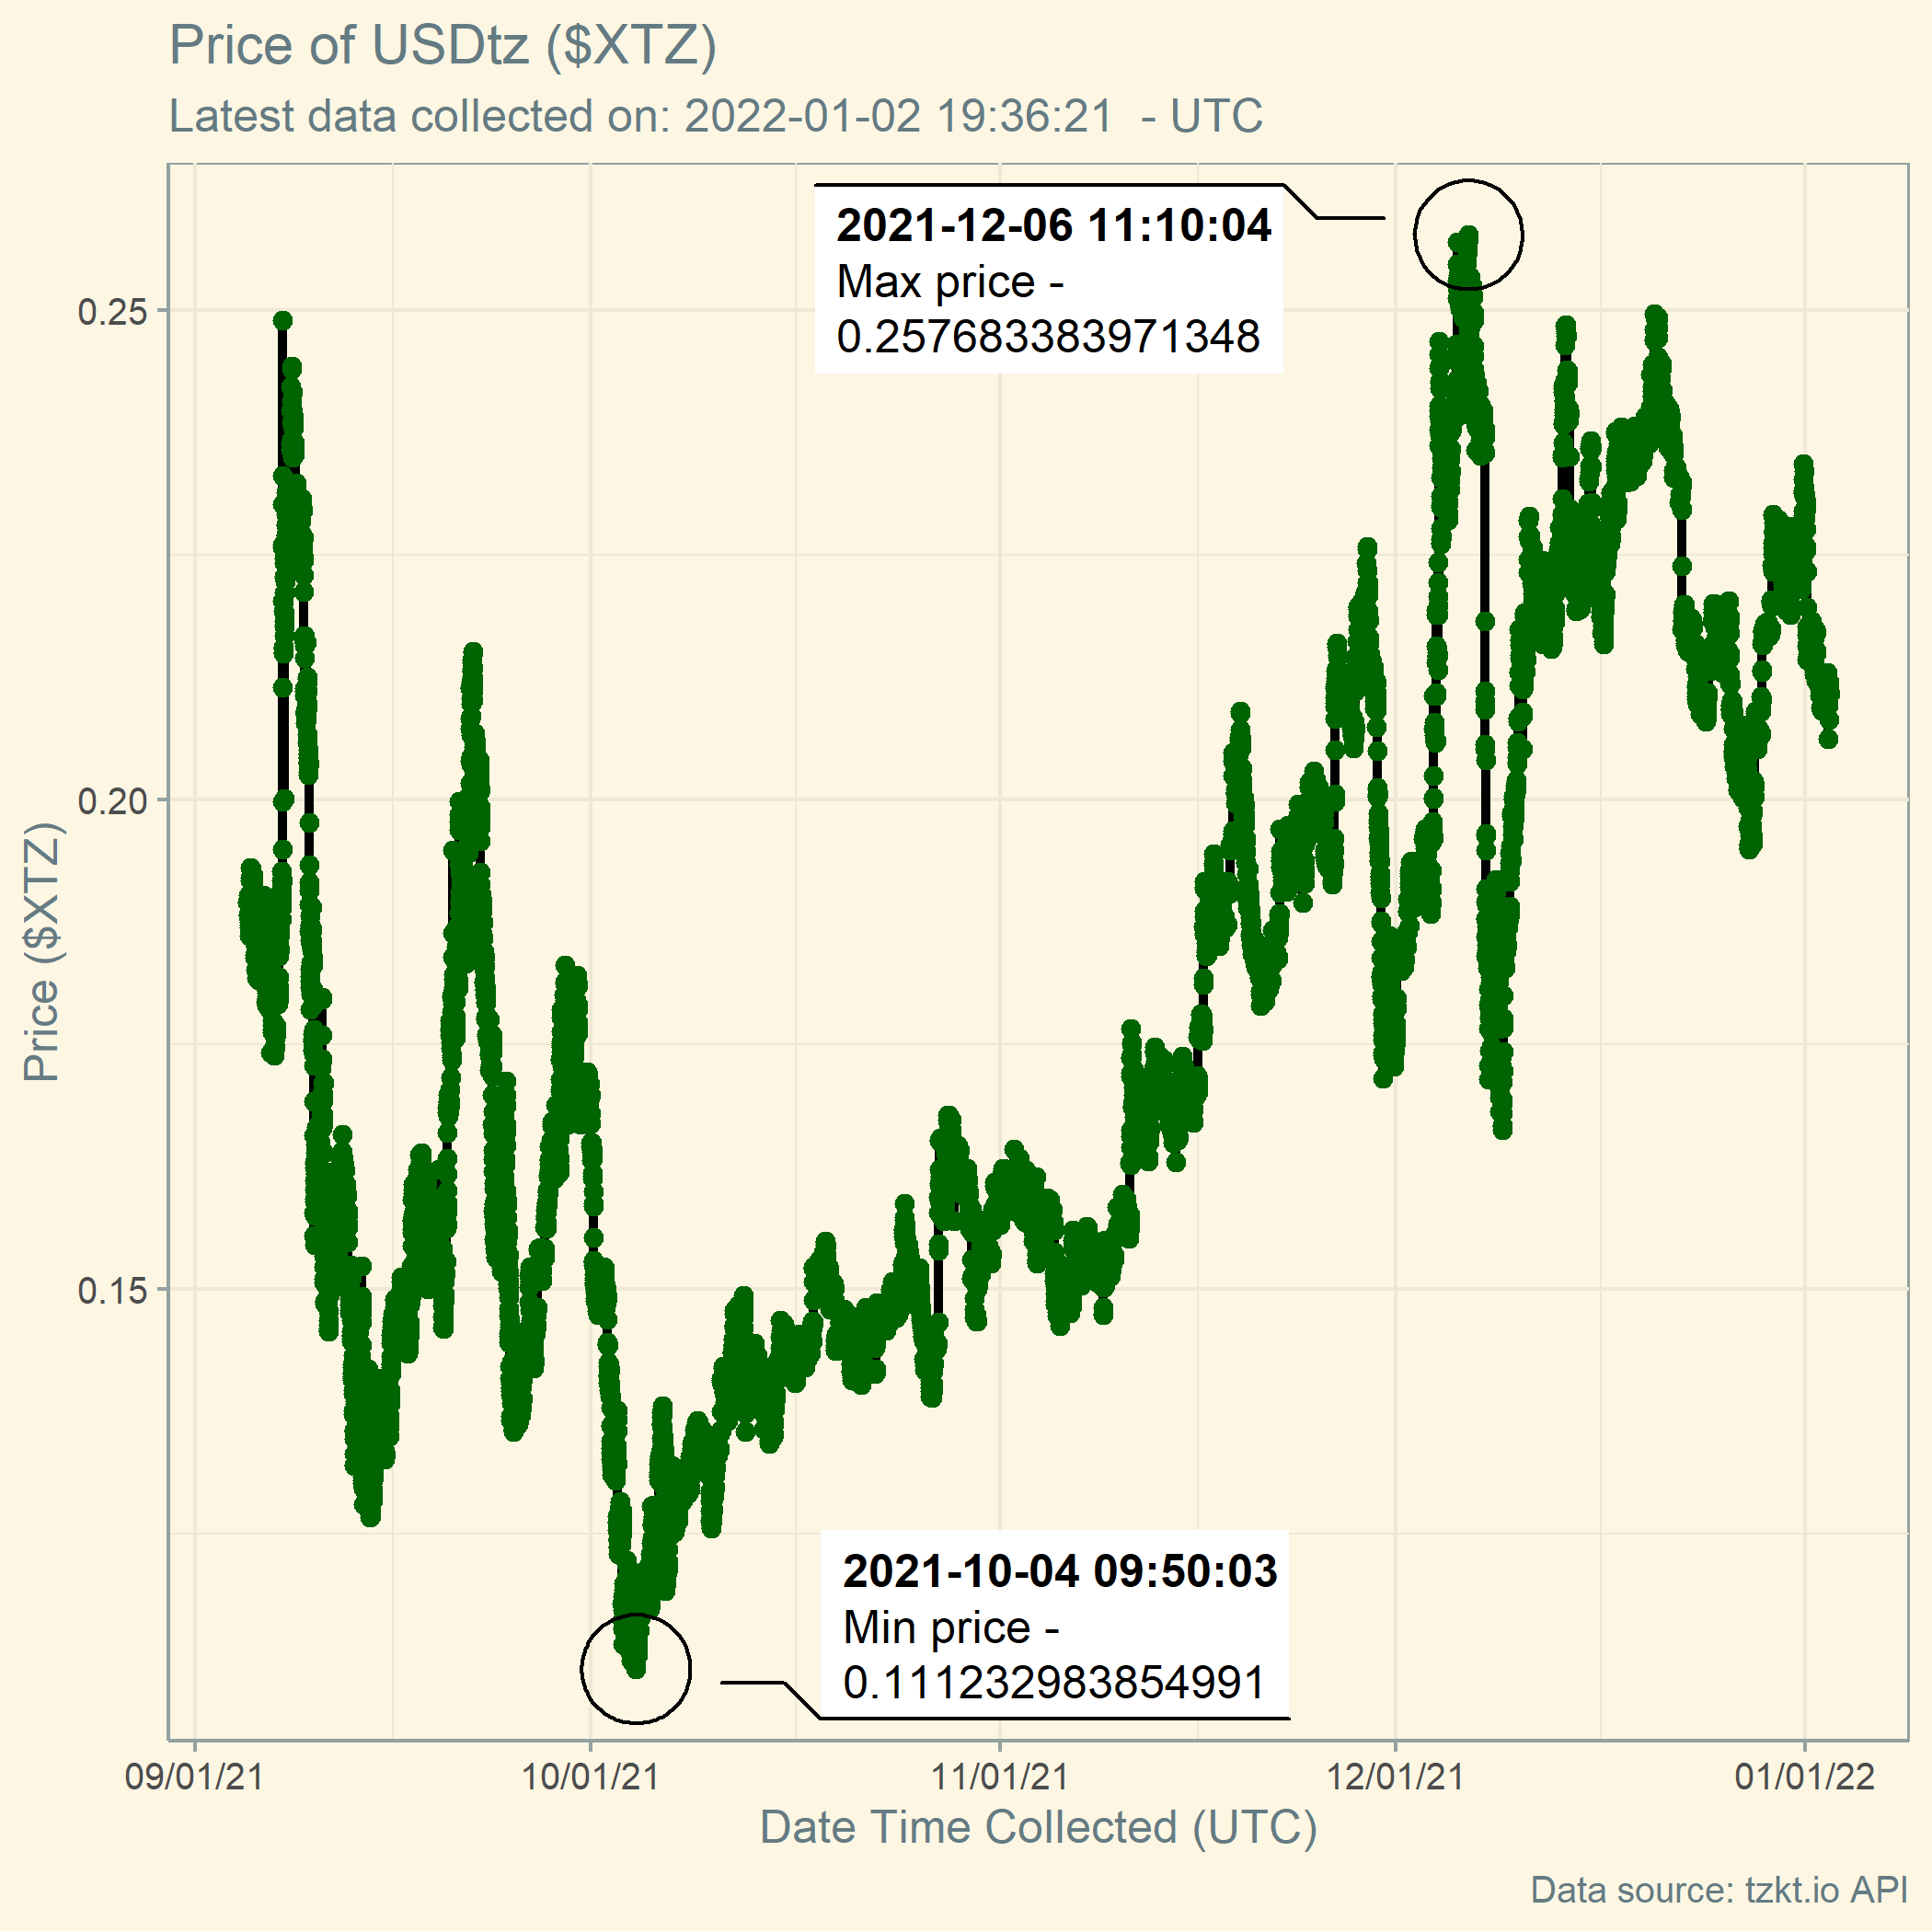 Price of USDtz ($XTZ)
Latest data collected on: 2022-01-02 19:36:21  - UTC
2021-12-06 11:10:04
Max price -
0.257683383971348
0.25
0.20
0.15
Price ($XTZ)
2021-10-04 09:50:03
Min price -
0.111232983854991
09/01/21
10/01/21
11/01/21
12/01/21
01/01/22
Date Time Collected (UTC)
Data source: tzkt.io API